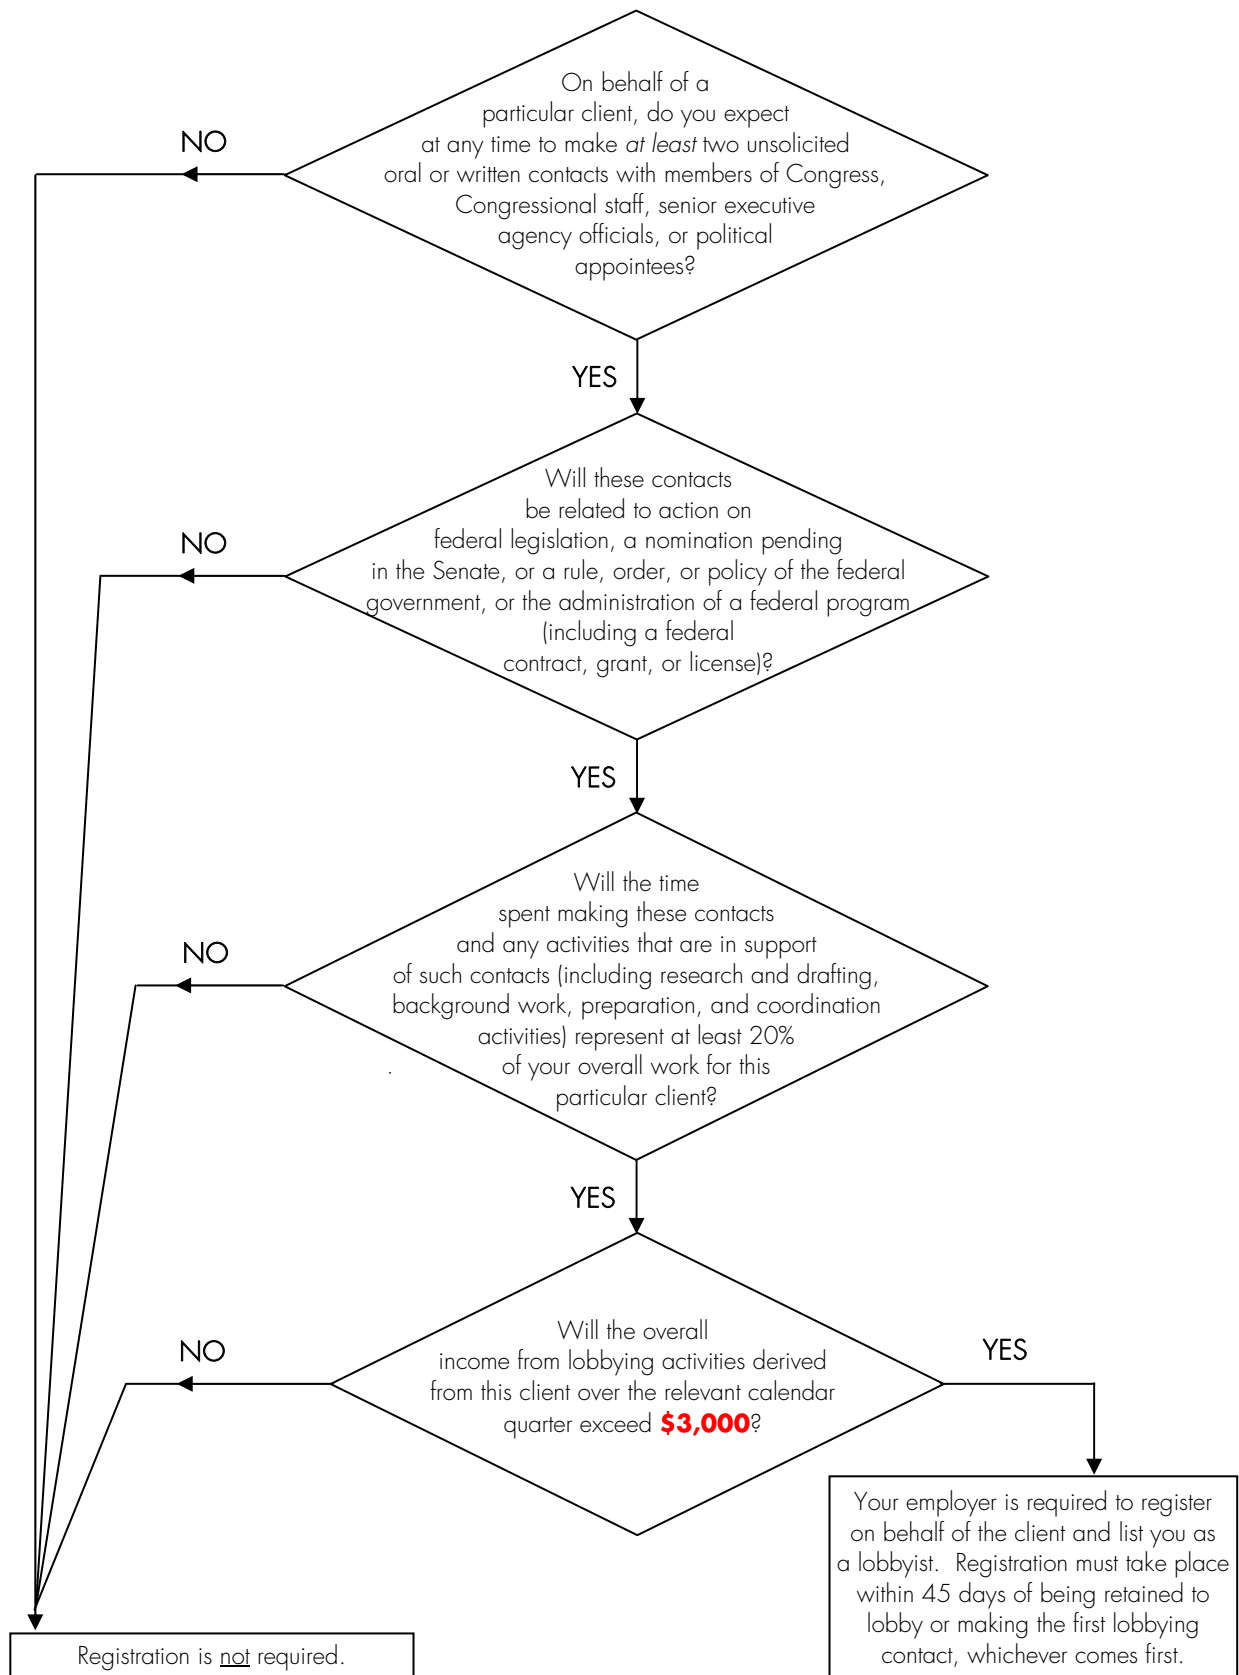 On behalf of a
particular client, do you expect
at any time to make at least two unsolicited
oral or written contacts with members of Congress,
Congressional staff, senior executive
agency officials, or political
appointees?
NO
YES
Will these contacts
be related to action on
federal legislation, a nomination pending
in the Senate, or a rule, order, or policy of the federal
government, or the administration of a federal program
(including a federal
contract, grant, or license)?
NO
YES
Will the time
spent making these contacts
and any activities that are in support
of such contacts (including research and drafting,
background work, preparation, and coordination
activities) represent at least 20%
. of your overall work for this
particular client?
NO
YES
Will the overall
income from lobbying activities derived
from this client over the relevant calendar
quarter exceed $3,000?
NO
YES
Your employer is required to register
on behalf of the client and list you as
a lobbyist. Registration must take place
within 45 days of being retained to
lobby or making the first lobbying
contact, whichever comes first.
Registration is not required.